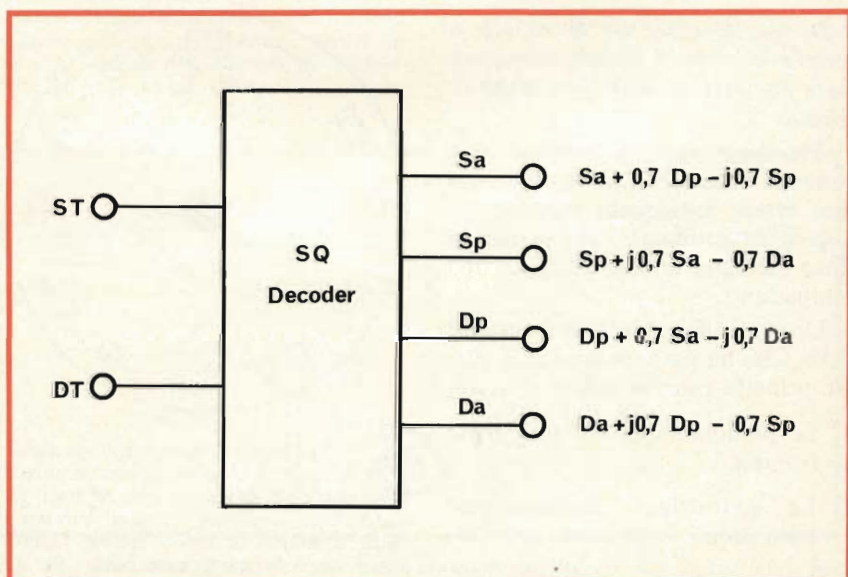 Sa
Sa + 0,7 Dp - j0,7 Sp
ST
SQ
Decoder
Sp
Sp + j0,7 Sa - 0,7 Da
Dp
Dp + 0,7 Sa - j0,7 Da
DT
Da
Da + j0,7 Dp - 0,7 Sp